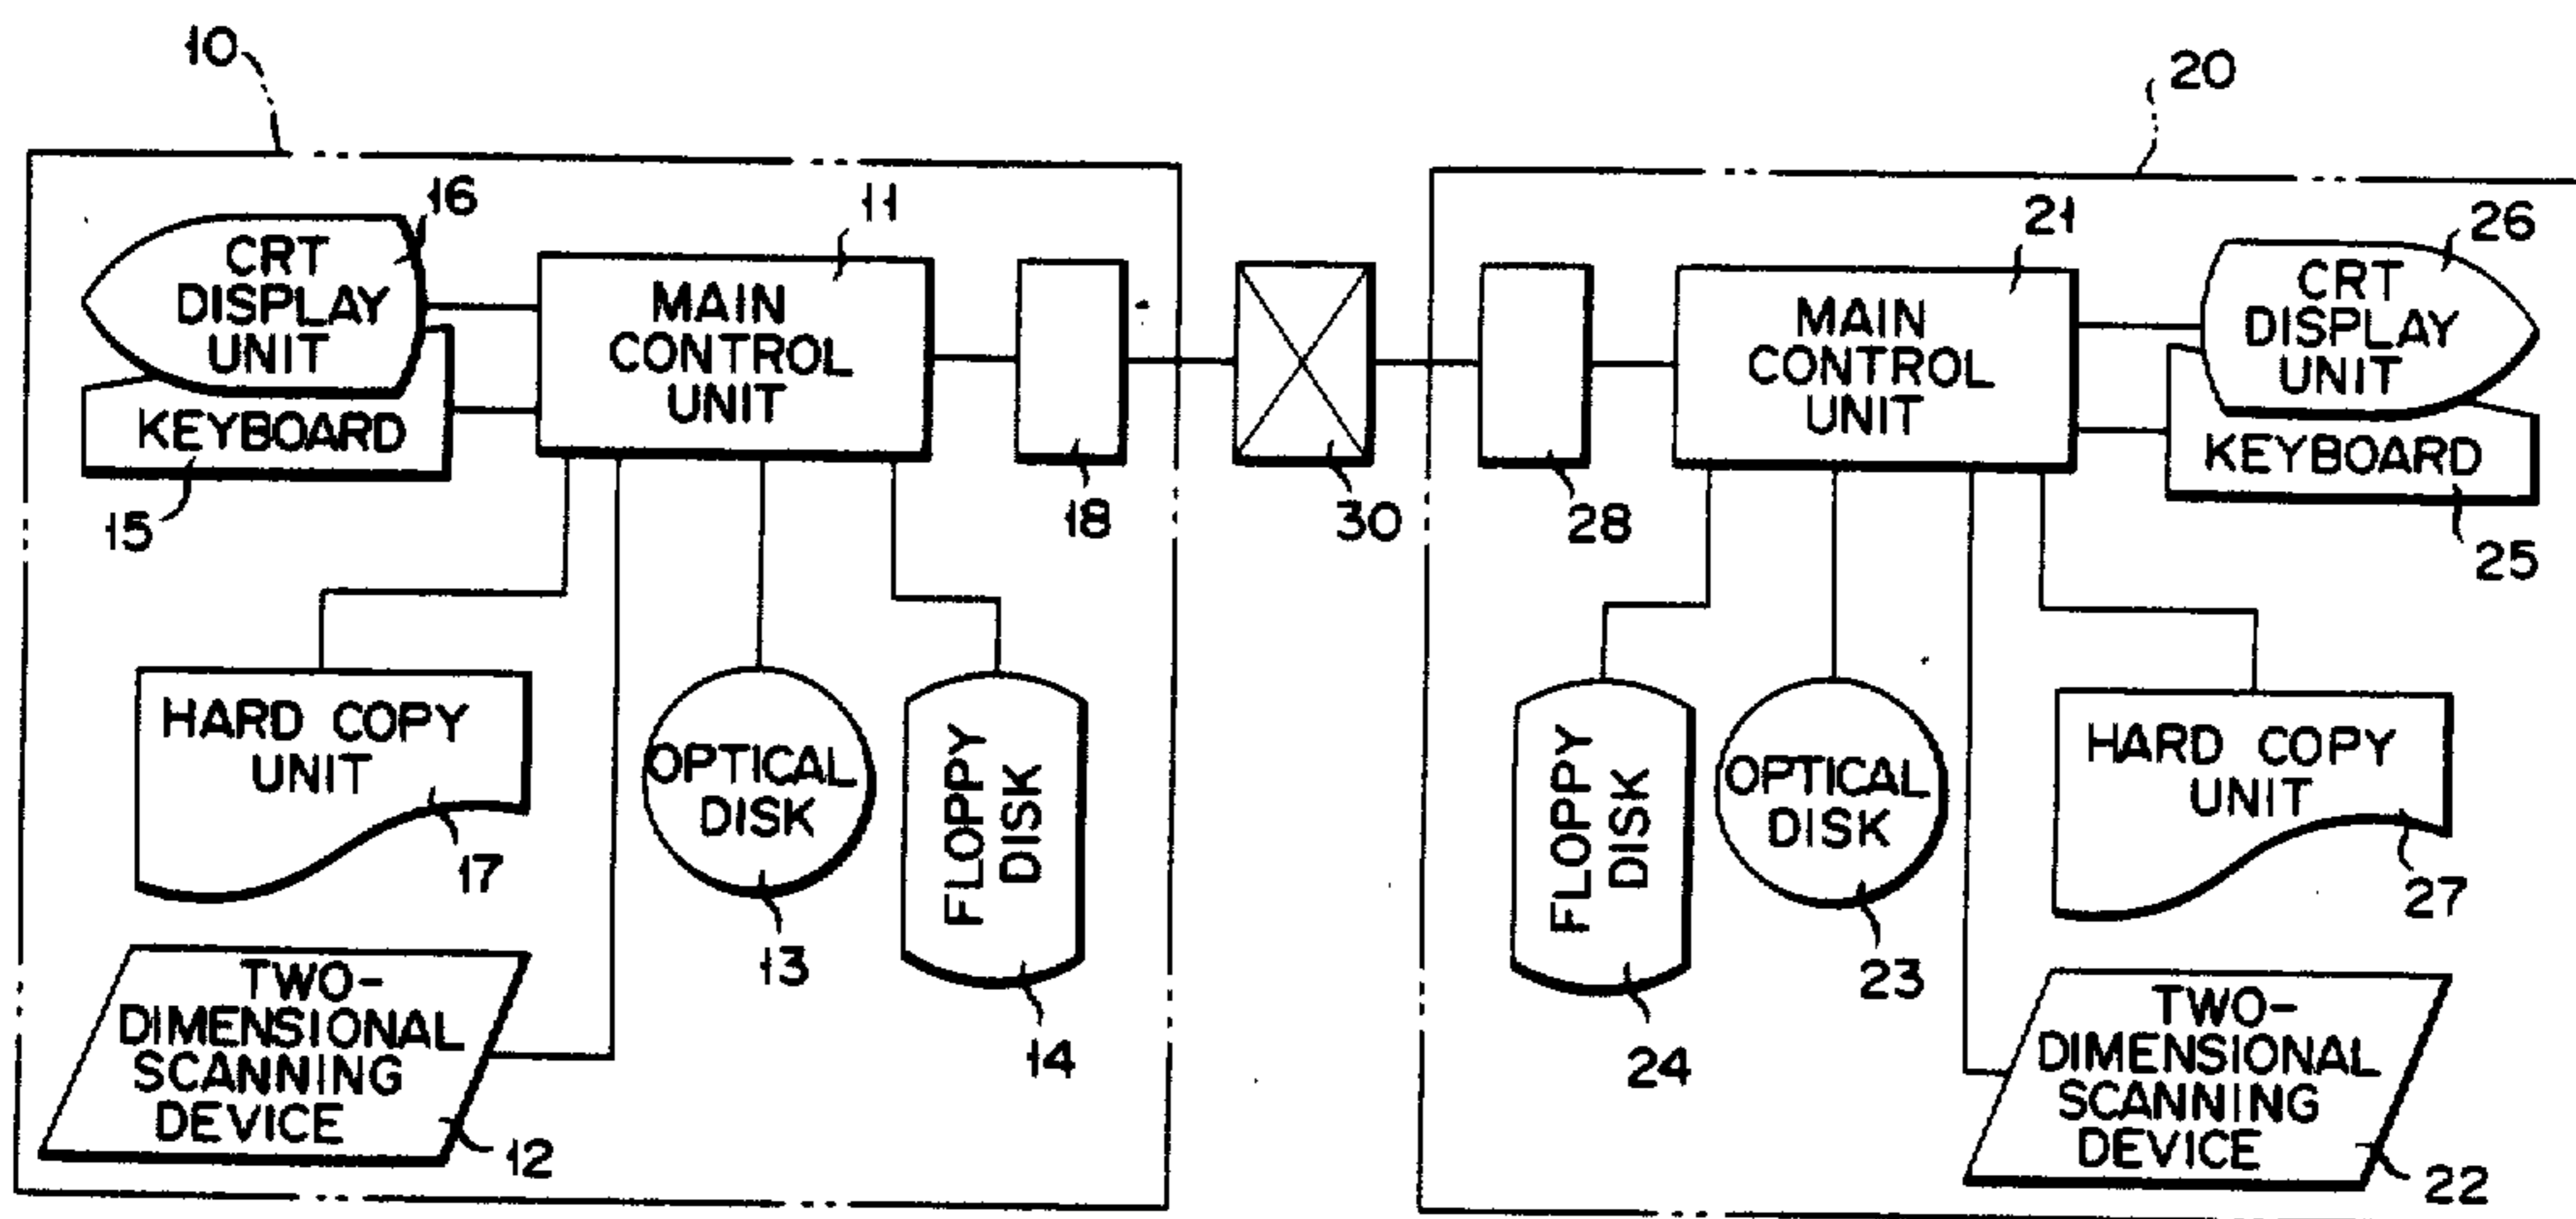 10
20
16
CRT
DISPLAY
UNIT
KEYBOARD
15
11
MAIN
CONTROL
UNIT
18
30
28
21
MAIN
CONTROL
UNIT
26
CRT
DISPLAY
UNIT
KEYBOARD
25
HARD COPY
UNIT
17
OPTICAL
DISK
13
FLOPPY
DISK
14
TWO-
DIMENSIONAL
SCANNING
DEVICE
12
FLOPPY
DISK
24
OPTICAL
DISK
23
HARD COPY
UNIT
27
TWO-
DIMENSIONAL
SCANNING
DEVICE
22